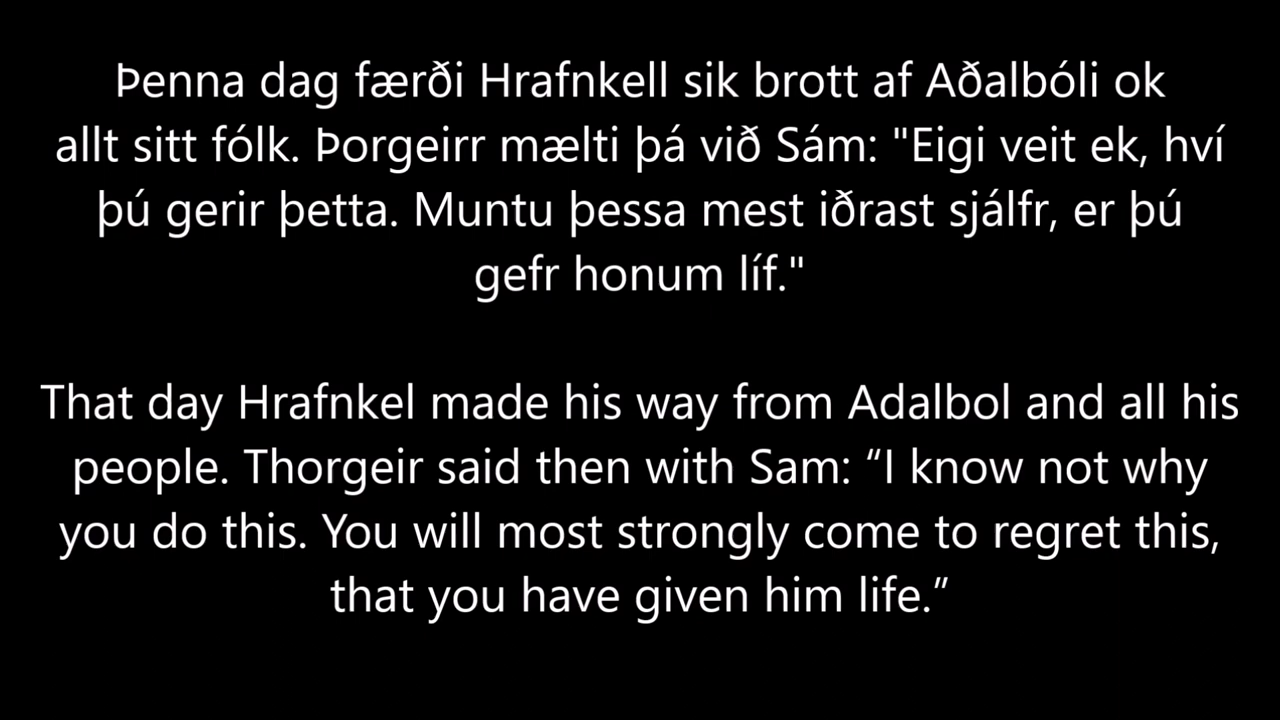 Þenna dag færði Hrafnkell sik brott af Aðalbóli ok
allt sitt fólk. Þorgeirr mælti þá við Sám: "Eigi veit ek, hví
þú gerir þetta. Muntu þessa mest iðrast sjálfr, er þú
gefr honum líf."
That day Hrafnkel made his way from Adalbol and all his
people. Thorgeir said then with Sam: “I know not why
you do this. You will most strongly come to regret this,
that you have given him life.”